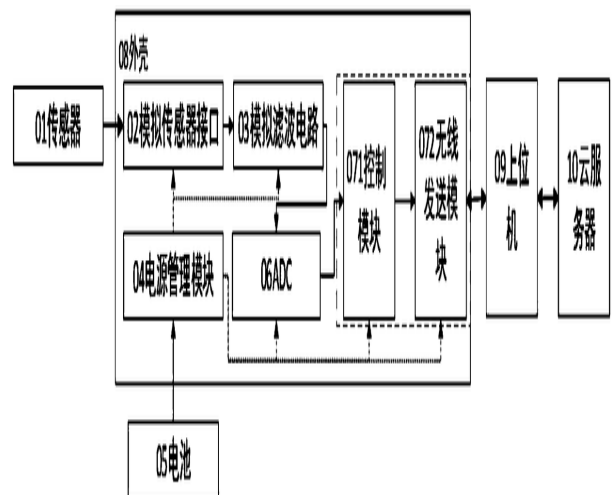 08外壳
01传感器
02模拟传感器接口
03模拟滤波电路
071控制
模块
072无线
发送模
块
09上位
机
10云服
务器
04电源管理模块
06ADC
05电池